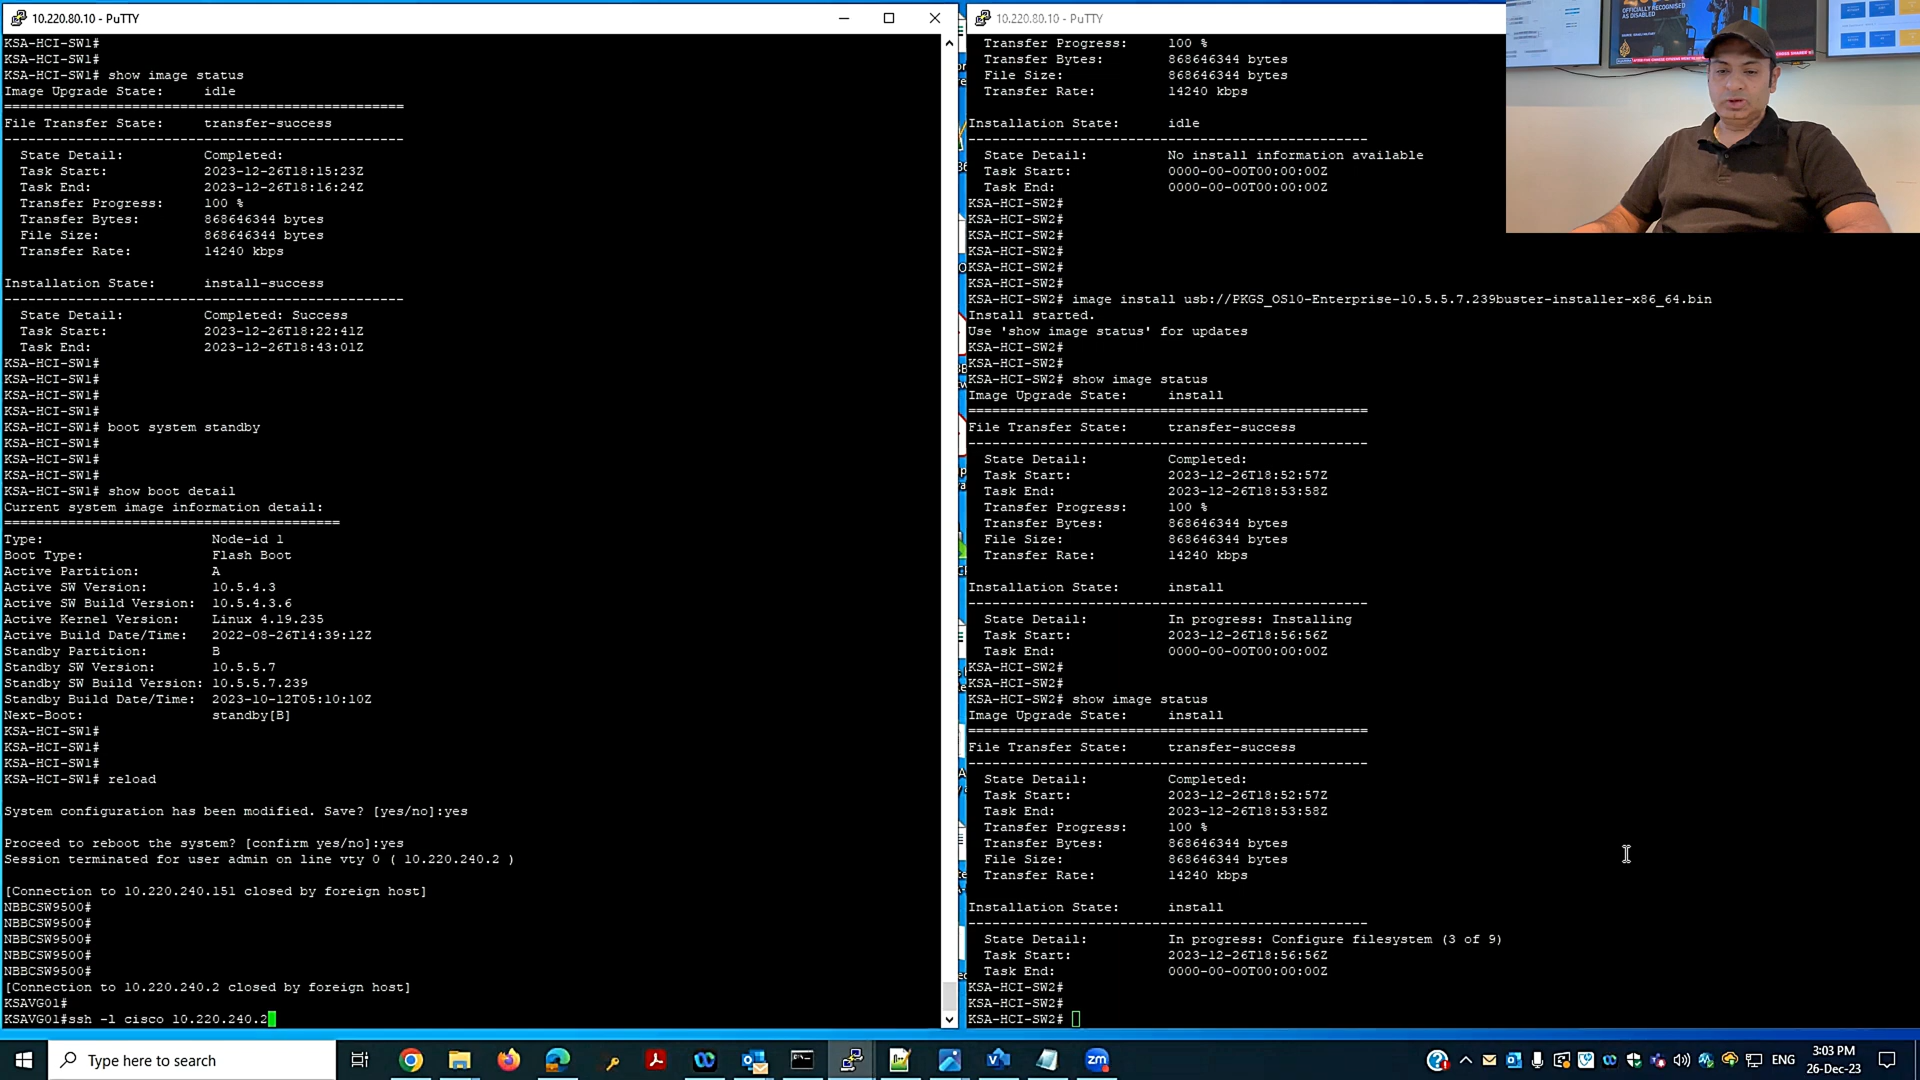 10.220.80.10 - PuTTY
KSA-HCI-SW1#
KSA-HCI-SW1#
KSA-HCI-SW1# show image status
Image Upgrade State:     idle
==================================================
File Transfer State:     transfer-success
--------------------------------------------------
State Detail:          Completed:
Task Start:            2023-12-26T18:15:23Z
Task End:              2023-12-26T18:16:24Z
Transfer Progress:     100 %
Transfer Bytes:        868646344 bytes
File Size:             868646344 bytes
Transfer Rate:         14240 kbps
Installation State:      install-success
--------------------------------------------------
State Detail:          Completed: Success
Task Start:            2023-12-26T18:22:41Z
Task End:              2023-12-26T18:43:01Z
KSA-HCI-SW1#
KSA-HCI-SW1#
KSA-HCI-SW1#
KSA-HCI-SW1#
KSA-HCI-SW1# boot system standby
KSA-HCI-SW1#
KSA-HCI-SW1#
KSA-HCI-SW1#
KSA-HCI-SW1# show boot detail
Current system image information detail:
==========================================
Type:                     Node-id 1
Boot Type:                Flash Boot
Active Partition:         A
Active SW Version:        10.5.4.3
Active SW Build Version:  10.5.4.3.6
Active Kernel Version:    Linux 4.19.235
Active Build Date/Time:   2022-08-26T14:39:12Z
Standby Partition:        B
Standby SW Version:       10.5.5.7
Standby SW Build Version: 10.5.5.7.239
Standby Build Date/Time:  2023-10-12T05:10:10Z
Next-Boot:                standby[B]
KSA-HCI-SW1#
KSA-HCI-SW1#
KSA-HCI-SW1#
KSA-HCI-SW1# reload
System configuration has been modified. Save? [yes/no]:yes
Proceed to reboot the system? [confirm yes/no]:yes
Session terminated for user admin on line vty 0 ( 10.220.240.2 )
[Connection to 10.220.240.151 closed by foreign host]
NBBCSW9500#
NBBCSW9500#
NBBCSW9500#
NBBCSW9500#
NBBCSW9500#
[Connection to 10.220.240.2 closed by foreign host]
KSAVG01#
KSAVG01#ssh -l cisco 10.220.240.2
10.220.80.10 - PuTTY
Transfer Progress:     100 %
Transfer Bytes:        868646344 bytes
File Size:             868646344 bytes
Transfer Rate:         14240 kbps
Installation State:      idle
--------------------------------------------------
State Detail:          No install information available
Task Start:            0000-00-00T00:00:00Z
Task End:              0000-00-00T00:00:00Z
KSA-HCI-SW2#
KSA-HCI-SW2#
KSA-HCI-SW2#
KSA-HCI-SW2#
KSA-HCI-SW2#
KSA-HCI-SW2#
KSA-HCI-SW2# image install usb://PKGS_OS10-Enterprise-10.5.5.7.239buster-installer-x86_64.bin
Install started.
Use 'show image status' for updates
KSA-HCI-SW2#
KSA-HCI-SW2#
KSA-HCI-SW2# show image status
Image Upgrade State:     install
==================================================
File Transfer State:     transfer-success
--------------------------------------------------
State Detail:          Completed:
Task Start:            2023-12-26T18:52:57Z
Task End:              2023-12-26T18:53:58Z
Transfer Progress:     100 %
Transfer Bytes:        868646344 bytes
File Size:             868646344 bytes
Transfer Rate:         14240 kbps
Installation State:      install
--------------------------------------------------
State Detail:          In progress: Installing
Task Start:            2023-12-26T18:56:56Z
Task End:              0000-00-00T00:00:00Z
KSA-HCI-SW2#
KSA-HCI-SW2#
KSA-HCI-SW2# show image status
Image Upgrade State:     install
==================================================
File Transfer State:     transfer-success
--------------------------------------------------
State Detail:          Completed:
Task Start:            2023-12-26T18:52:57Z
Task End:              2023-12-26T18:53:58Z
Transfer Progress:     100 %
Transfer Bytes:        868646344 bytes
File Size:             868646344 bytes
Transfer Rate:         14240 kbps
Installation State:      install
--------------------------------------------------
State Detail:          In progress: Configure filesystem (3 of 9)
Task Start:            2023-12-26T18:56:56Z
Task End:              0000-00-00T00:00:00Z
KSA-HCI-SW2#
KSA-HCI-SW2#
KSA-HCI-SW2#
OFFICIALLY RECOGNISED
AS DISABLED
Type here to search
zm
ENG
3:03 PM
26-Dec-23